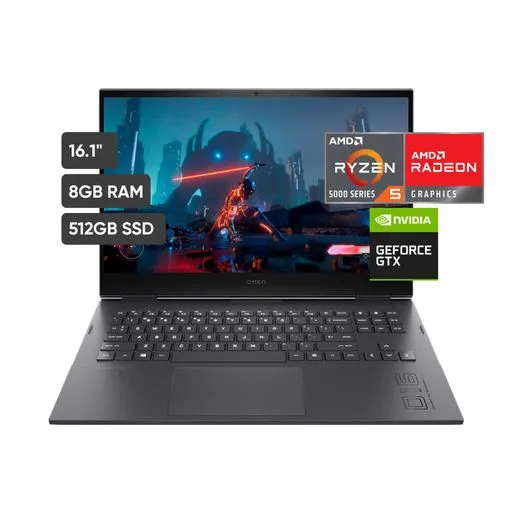 16.1"
8GB RAM
512GB SSD
AMD
RYZEN
5000 SERIES 5
AMD
RADEON
GRAPHICS
NVIDIA
GEFORCE
GTX
OMEN